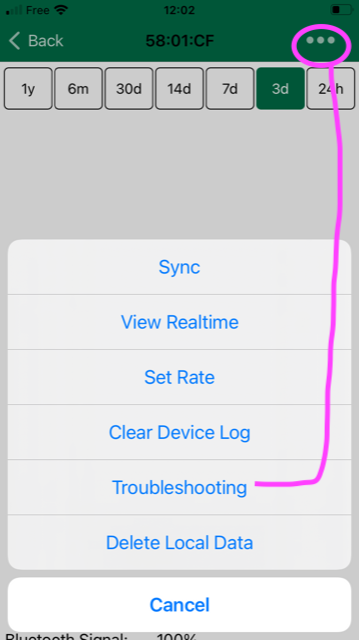 Free 12:02
Back 58:01:CF
1y 6m 30d 14d 7d 3d 24h
Sync
View Realtime
Set Rate
Clear Device Log
Troubleshooting
Delete Local Data
Cancel
Bluetooth Signal: 100%